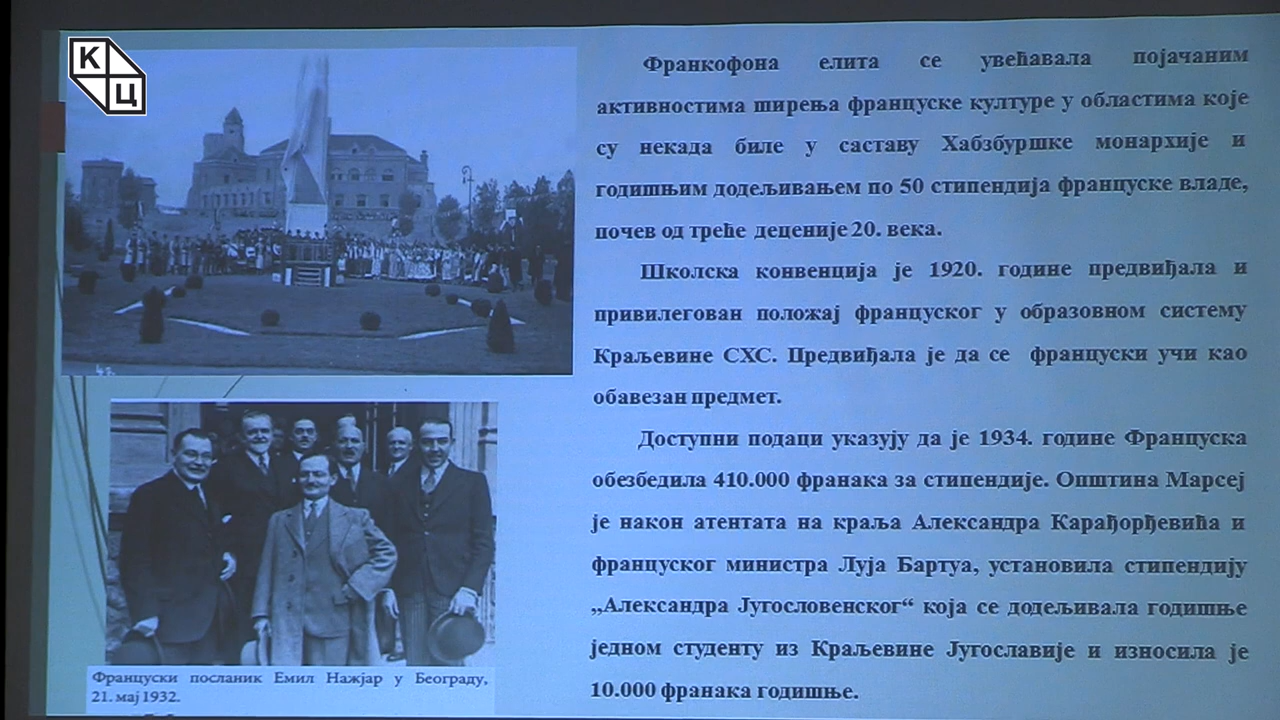 К
Ц
Франкофона елита се увећавала појачаним
активностима ширења француске културе у областима које
су некада биле у саставу Хабзбуршке монархије и
годишњим додељивањем по 50 стипендија француске владе,
почев од треће деценије 20. века.
Школска конвенција је 1920. године предвиђала и
привилегован положај француског у образовном систему
Краљевине СХС. Предвиђала је да се француски учи као
обавезан предмет.
Доступни подаци указују да је 1934. године Француска
обезбедила 410.000 франака за стипендије. Општина Марсеј
је након атентата на краља Александра Карађорђевића и
француског министра Луја Бартуа, установила стипендију
„Александра Југословенског“ која се додељивала годишње
једном студенту из Краљевине Југославије и износила је
10.000 франака годишње.
Француски посланик Емил Нажјар у Београду,
21. мај 1932.